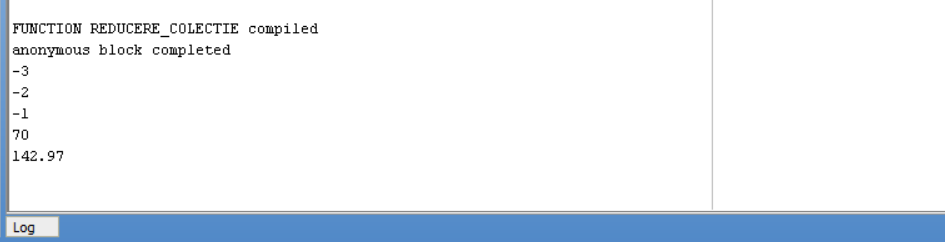 FUNCTION REDUCERE_COLECTIE compiled
anonymous block completed
-3
-2
-1
70
142.97
Log